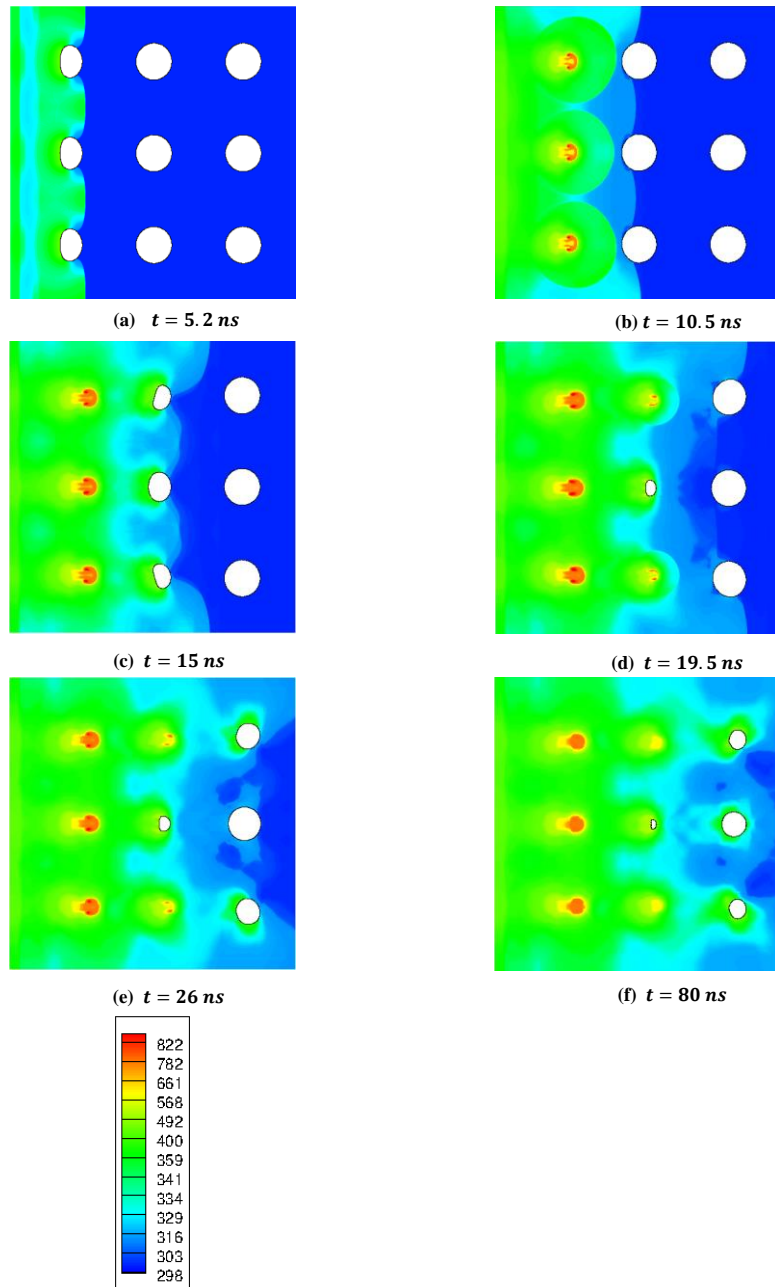 (a) t = 5.2 ns
(b) t = 10.5 ns
(c) t = 15 ns
(d) t = 19.5 ns
(e) t = 26 ns
(f) t = 80 ns
822
782
661
568
492
400
359
341
334
329
316
303
298